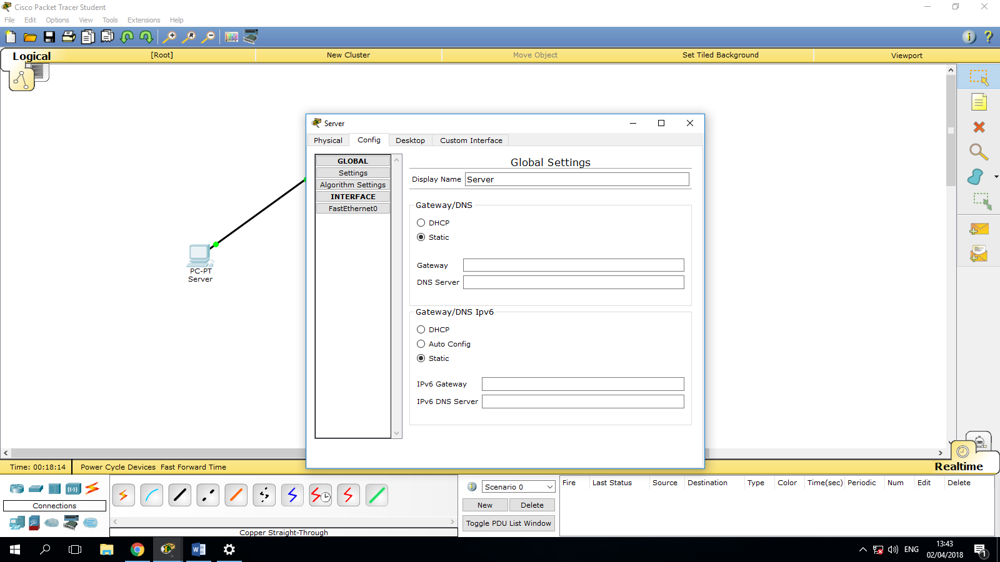 Cisco Packet Tracer Student
File Edit Options View Tools Extensions Help
Logical [Root] New Cluster Move Object Set Tiled Background Viewport
Server
Physical Config Desktop Custom Interface
GLOBAL
Settings
Algorithm Settings
INTERFACE
FastEthernet0
Global Settings
Display Name Server
Gateway/DNS
DHCP
Static
Gateway
DNS Server
Gateway/DNS Ipv6
DHCP
Auto Config
Static
IPv6 Gateway
IPv6 DNS Server
PC-PT
Server
Time: 00:18:14 Power Cycle Devices Fast Forward Time
Realtime
Connections
Copper Straight-Through
Scenario 0
New Delete
Toggle PDU List Window
Fire Last Status Source Destination Type Color Time(sec) Periodic Num Edit Delete
ENG
13:43
02/04/2018
1